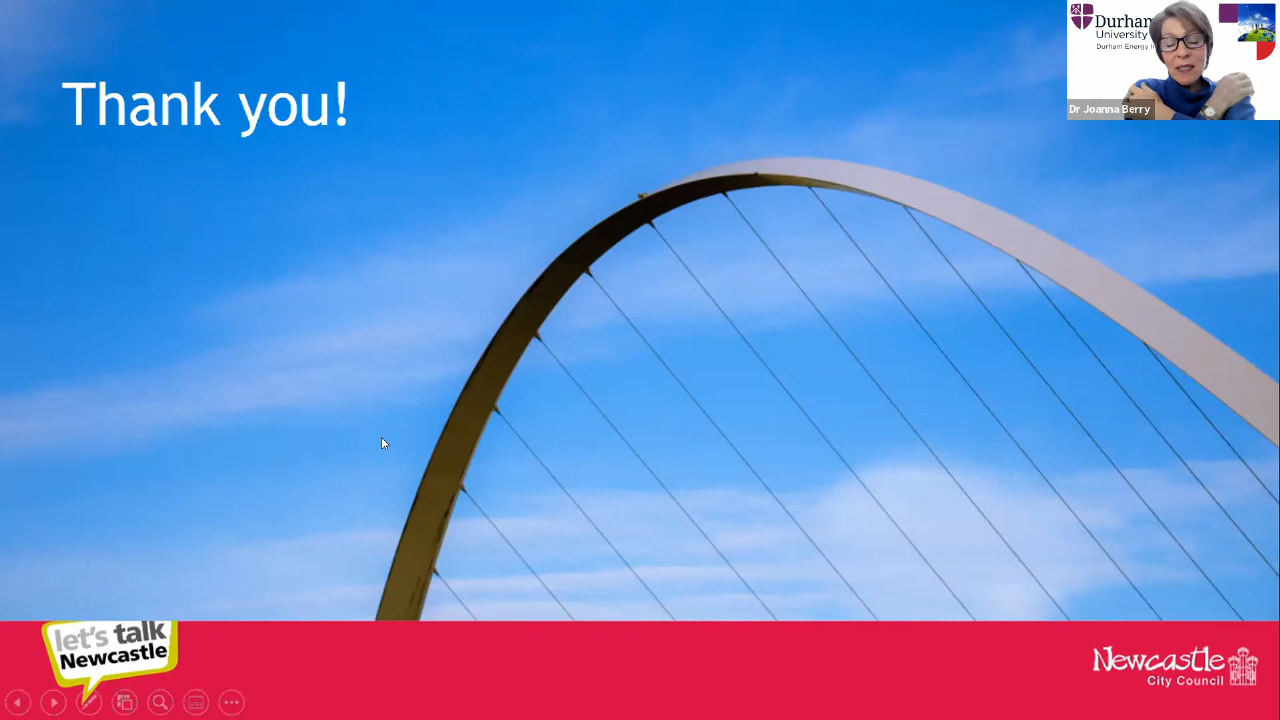 Thank you!
Durham
University
Durham Energy
Dr Joanna Berry
let's talk
Newcastle
Newcastle
City Council